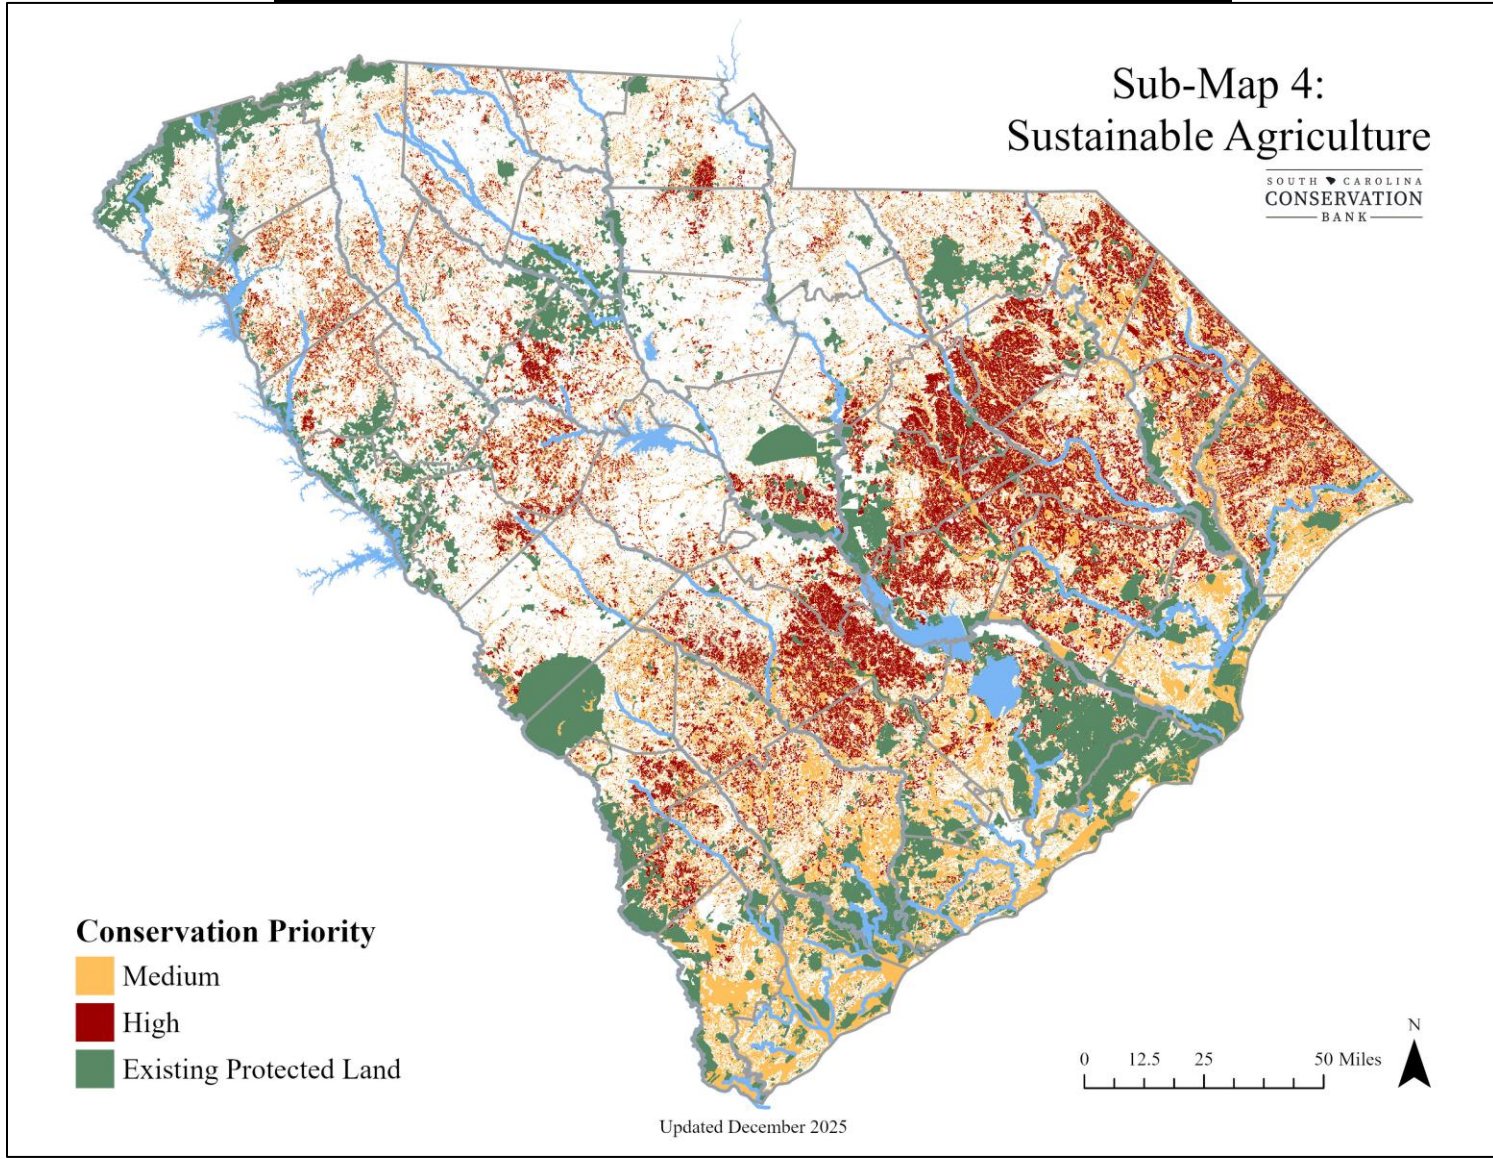 Sub-Map 4:
Sustainable Agriculture
SOUTH CAROLINA
CONSERVATION
BANK
Conservation Priority
Medium
High
Existing Protected Land
N
0 12.5 25 50 Miles
Updated December 2025